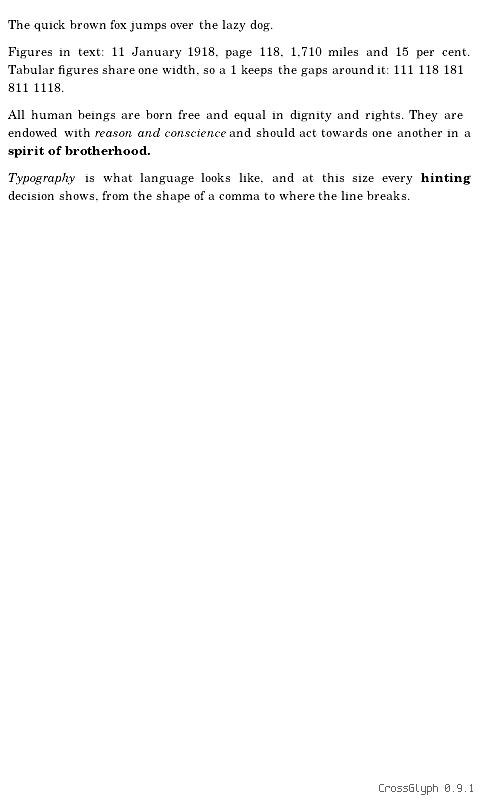 The quick brown fox jumps over the lazy dog.
Figures in text: 11 January 1918, page 118, 1,710 miles and 15 per cent.
Tabular figures share one width, so a 1 keeps the gaps around it: 111 118 181
811 1118.
All human beings are born free and equal in dignity and rights. They are
endowed with reason and conscience and should act towards one another in a
spirit of brotherhood.
Typography is what language looks like, and at this size every hinting
decision shows, from the shape of a comma to where the line breaks.
CrossGlyph 0.9.1